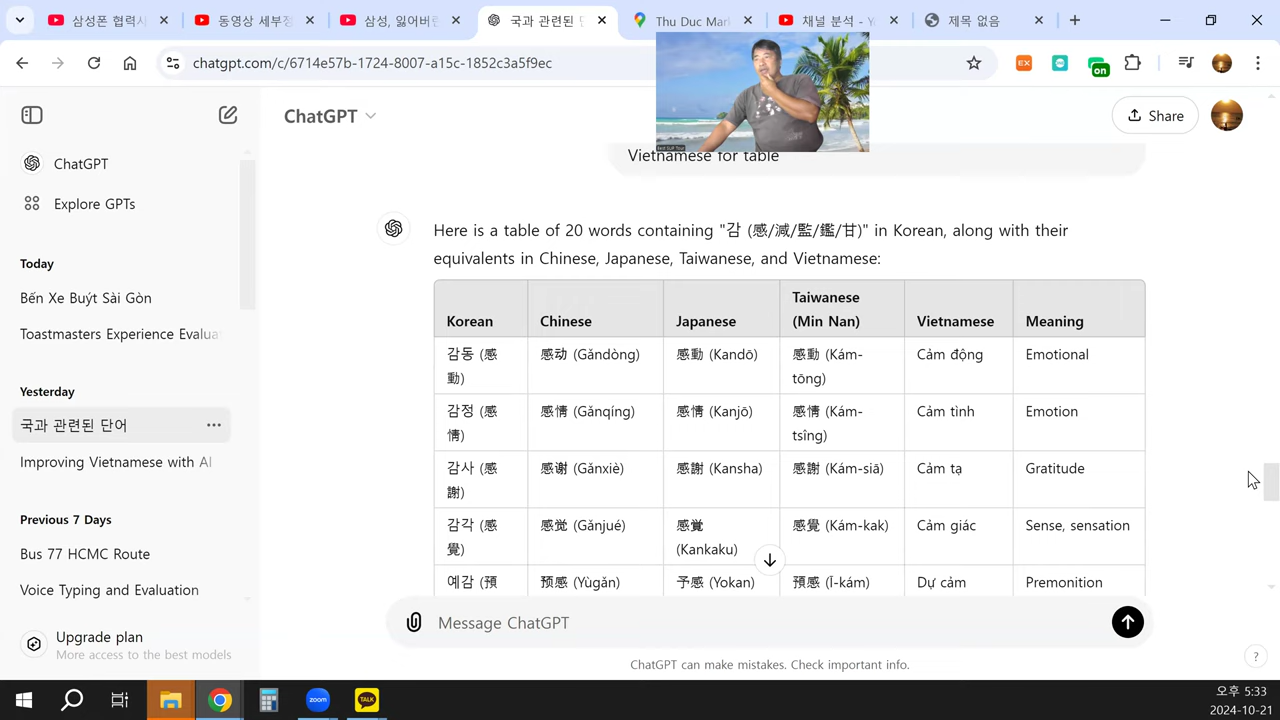 삼성폰 협력사
동영상 세부정
삼성, 잃어버린
국과 관련된 단
Thu Duc Mar
채널 분석 - Y
제목 없음
chatgpt.com/c/6714e57b-1724-8007-a15c-1852c3a5f9ec
EX
on
ChatGPT
Share
ChatGPT
Explore GPTs
Today
Bến Xe Buýt Sài Gòn
Toastmasters Experience Evalua
Yesterday
국과 관련된 단어
Improving Vietnamese with AI
Previous 7 Days
Bus 77 HCMC Route
Voice Typing and Evaluation
Upgrade plan
More access to the best models
Best SUP Tour
Vietnamese for table
Here is a table of 20 words containing "감 (感/減/監/鑑/甘)" in Korean, along with their
equivalents in Chinese, Japanese, Taiwanese, and Vietnamese:
Korean Chinese Japanese Taiwanese (Min Nan) Vietnamese Meaning
감동 (感動) 感动 (Gǎndòng) 感動 (Kandō) 感動 (Kám-tōng) Cảm động Emotional
감정 (感情) 感情 (Gǎnqíng) 感情 (Kanjō) 感情 (Kám-tsîng) Cảm tình Emotion
감사 (感謝) 感谢 (Gǎnxiè) 感謝 (Kansha) 感謝 (Kám-siā) Cảm tạ Gratitude
감각 (感覺) 感觉 (Gǎnjué) 感覚 (Kankaku) 感覺 (Kám-kak) Cảm giác Sense, sensation
예감 (預 预感 (Yùgǎn) 予感 (Yokan) 預感 (Ī-kám) Dự cảm Premonition
Message ChatGPT
ChatGPT can make mistakes. Check important info.
?
zoom
TALK
오후 5:33
2024-10-21